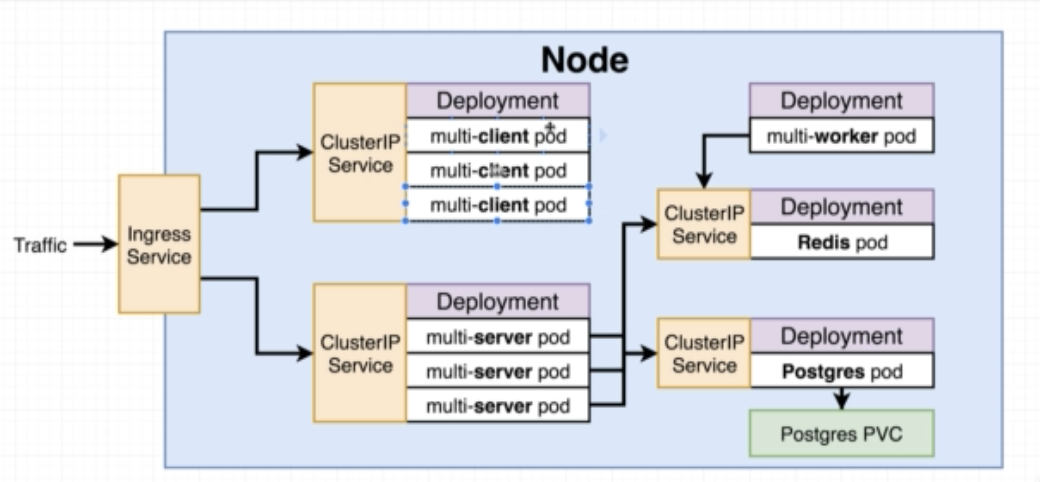 Node
Traffic
Ingress
Service
ClusterIP
Service
Deployment
multi-client pod
multi-client pod
multi-client pod
ClusterIP
Service
Deployment
multi-server pod
multi-server pod
multi-server pod
Deployment
multi-worker pod
ClusterIP
Service
Deployment
Redis pod
ClusterIP
Service
Deployment
Postgres pod
Postgres PVC